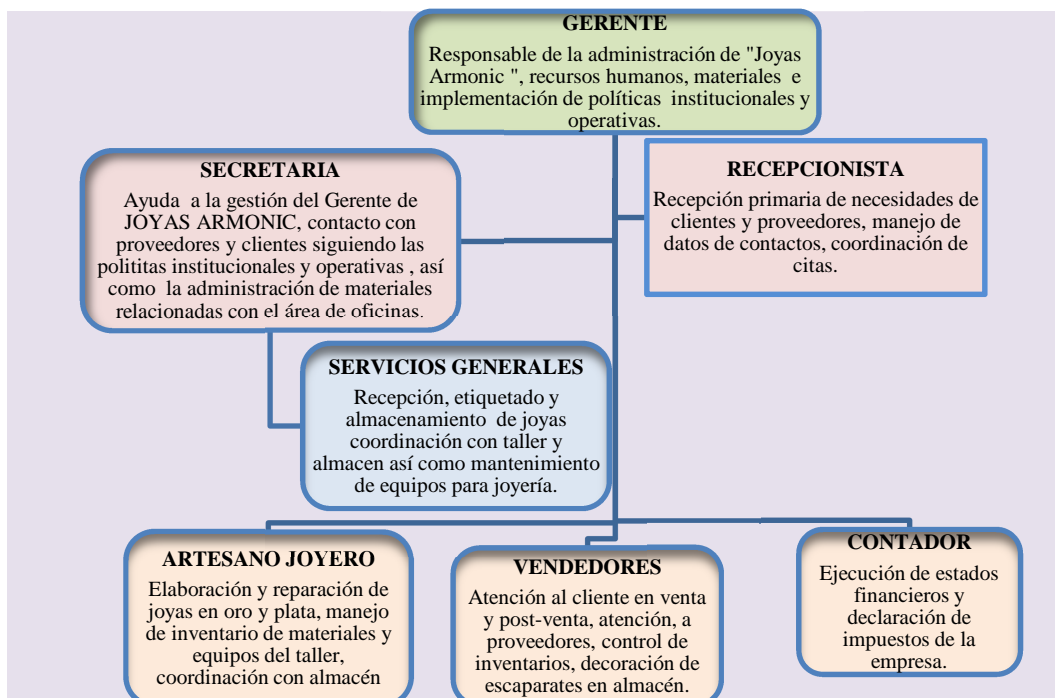 GERENTE
Responsable de la administración de "Joyas
Armonic ", recursos humanos, materiales e
implementación de políticas institucionales y
operativas.
SECRETARIA
Ayuda a la gestión del Gerente de
JOYAS ARMONIC, contacto con
proveedores y clientes siguiendo las
polititas institucionales y operativas , así
como la administración de materiales
relacionadas con el área de oficinas.
RECEPCIONISTA
Recepción primaria de necesidades de
clientes y proveedores, manejo de
datos de contactos, coordinación de
citas.
SERVICIOS GENERALES
Recepción, etiquetado y
almacenamiento de joyas
coordinación con taller y
almacen así como mantenimiento
de equipos para joyería.
ARTESANO JOYERO
Elaboración y reparación de
joyas en oro y plata, manejo
de inventario de materiales y
equipos del taller,
coordinación con almacén
VENDEDORES
Atención al cliente en venta
y post-venta, atención, a
proveedores, control de
inventarios, decoración de
escaparates en almacén.
CONTADOR
Ejecución de estados
financieros y
declaración de
impuestos de la
empresa.